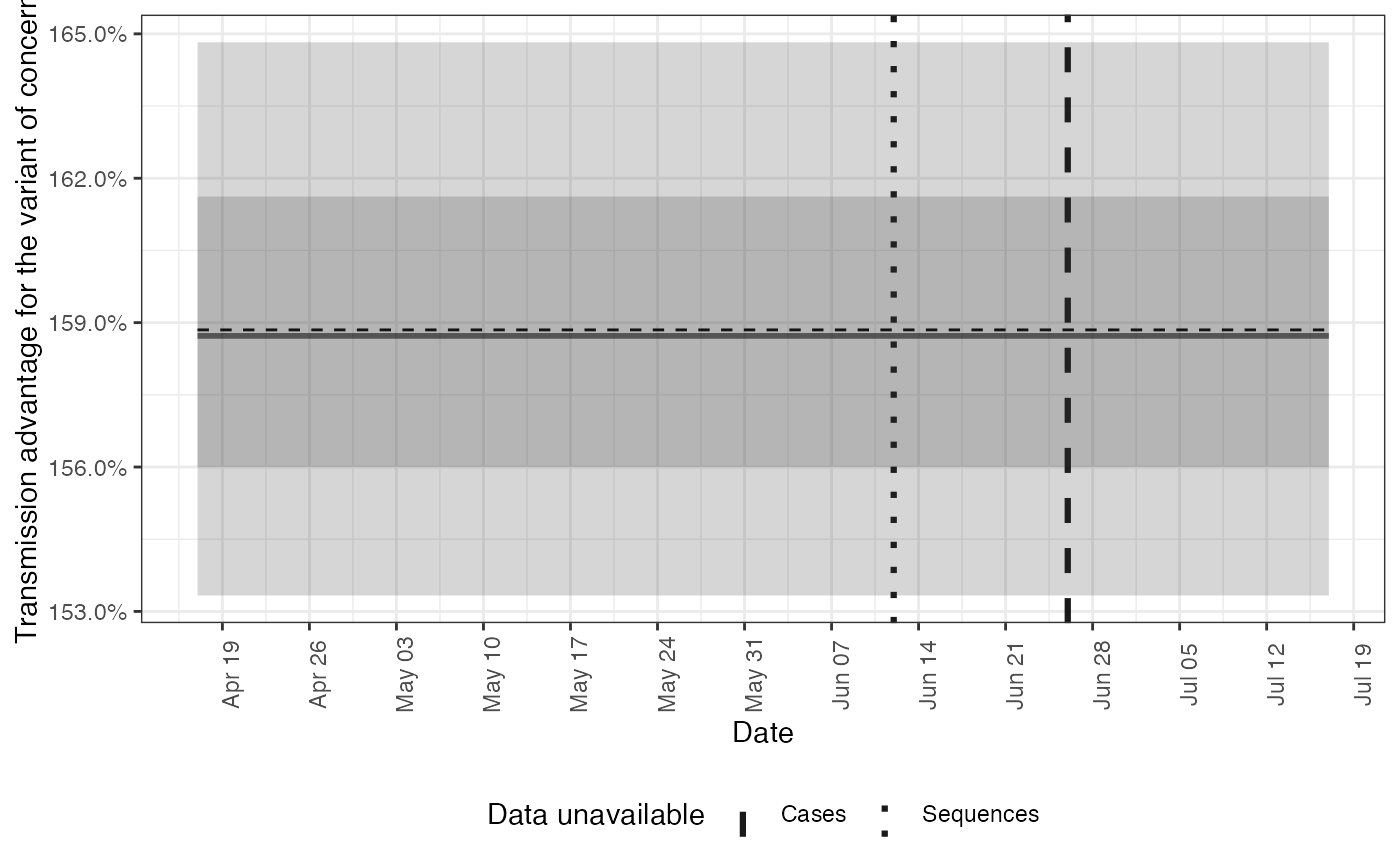 Transmission advantage for the variant of concern
165.0%
162.0%
159.0%
156.0%
153.0%
Apr 19
Apr 26
May 03
May 10
May 17
May 24
May 31
Jun 07
Jun 14
Jun 21
Jun 28
Jul 05
Jul 12
Jul 19
Date
Data unavailable Cases Sequences